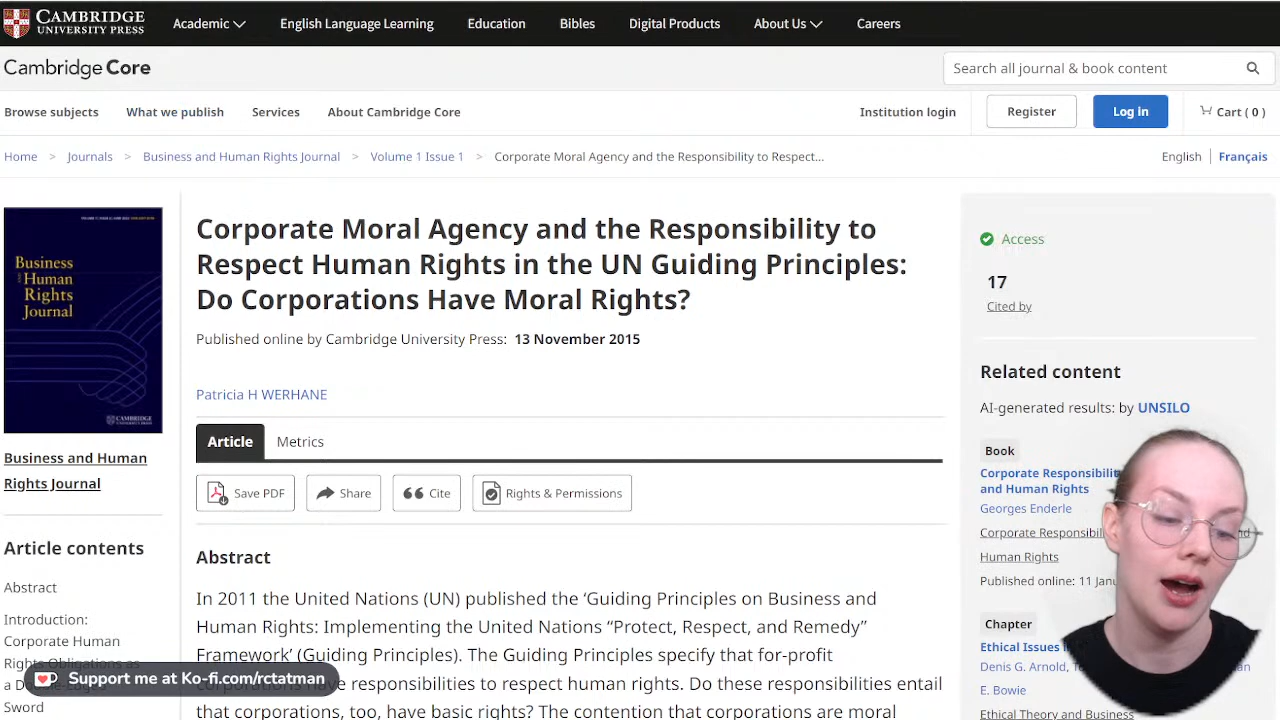 CAMBRIDGE
UNIVERSITY PRESS
Academic
English Language Learning
Education
Bibles
Digital Products
About Us
Careers
Cambridge Core
Search all journal & book content
Browse subjects
What we publish
Services
About Cambridge Core
Institution login
Register
Log in
Cart ( 0 )
Home > Journals > Business and Human Rights Journal > Volume 1 Issue 1 > Corporate Moral Agency and the Responsibility to Respect...
English
Français
Business
Human
Rights
Journal
CAMBRIDGE
Business and Human
Rights Journal
Article contents
Abstract
Introduction:
Corporate Human
Rights Obligations as
Sword
Support me at Ko-fi.com/rctatman
Corporate Moral Agency and the Responsibility to
Respect Human Rights in the UN Guiding Principles:
Do Corporations Have Moral Rights?
Published online by Cambridge University Press: 13 November 2015
Patricia H WERHANE
Article
Metrics
Save PDF
Share
Cite
Rights & Permissions
Abstract
In 2011 the United Nations (UN) published the ‘Guiding Principles on Business and
Human Rights: Implementing the United Nations “Protect, Respect, and Remedy”
Framework’ (Guiding Principles). The Guiding Principles specify that for-profit
responsibilities to respect human rights. Do these responsibilities entail
that corporations, too, have basic rights? The contention that corporations are moral
Access
17
Cited by
Related content
AI-generated results: by UNSILO
Book
Corporate
and Human Rights
Georges Enderle
Corporate
Human Rights
Published online: 11
Chapter
Ethical Issues
Denis G. Arnold,
E. Bowie
Ethical Theory and Business